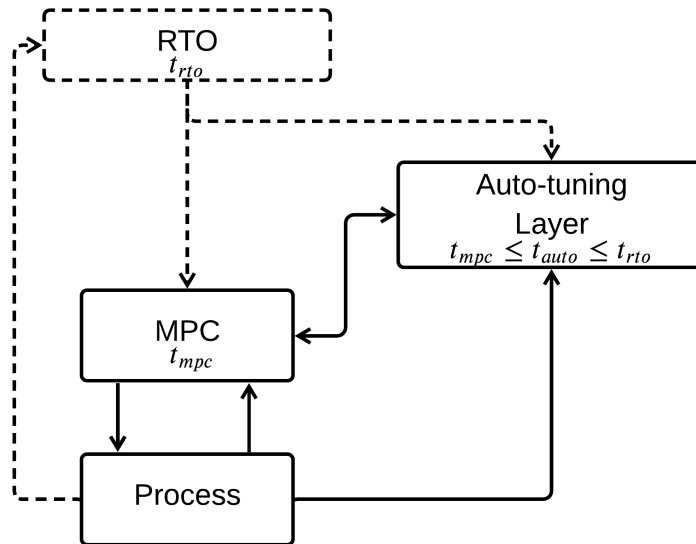 RTO
t_rto
Auto-tuning
Layer
t_mpc ≤ t_auto ≤ t_rto
MPC
t_mpc
Process